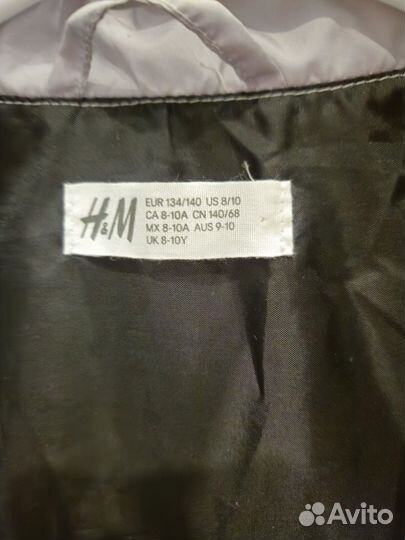 H&M
EUR 134/140 US 8/10
CA 8-10A CN 140/68
MX 8-10A AUS 9-10
UK 8-10Y
Avito